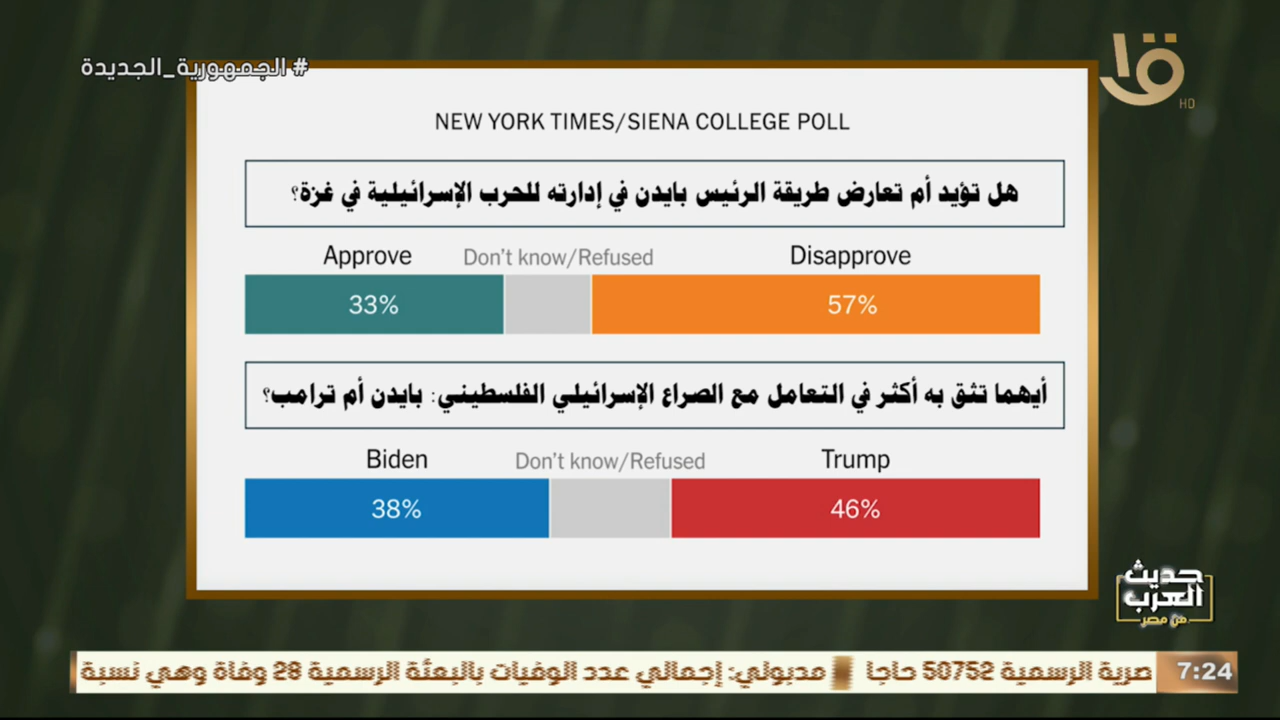 # الجمهورية_الجديدة
HD
NEW YORK TIMES/SIENA COLLEGE POLL
هل تؤيد أم تعارض طريقة الرئيس بايدن في إدارته للحرب الإسرائيلية في غزة؟
Approve Don't know/Refused Disapprove
33% 57%
أيهما تثق به أكثر في التعامل مع الصراع الإسرائيلي الفلسطيني: بايدن أم ترامب؟
Biden Don't know/Refused Trump
38% 46%
حديث
العرب
من مصر
7:24 صرية الرسمية 50752 حاجا مدبولي: إجمالي عدد الوفيات بالبعثة الرسمية 28 وفاة وهي نسبة